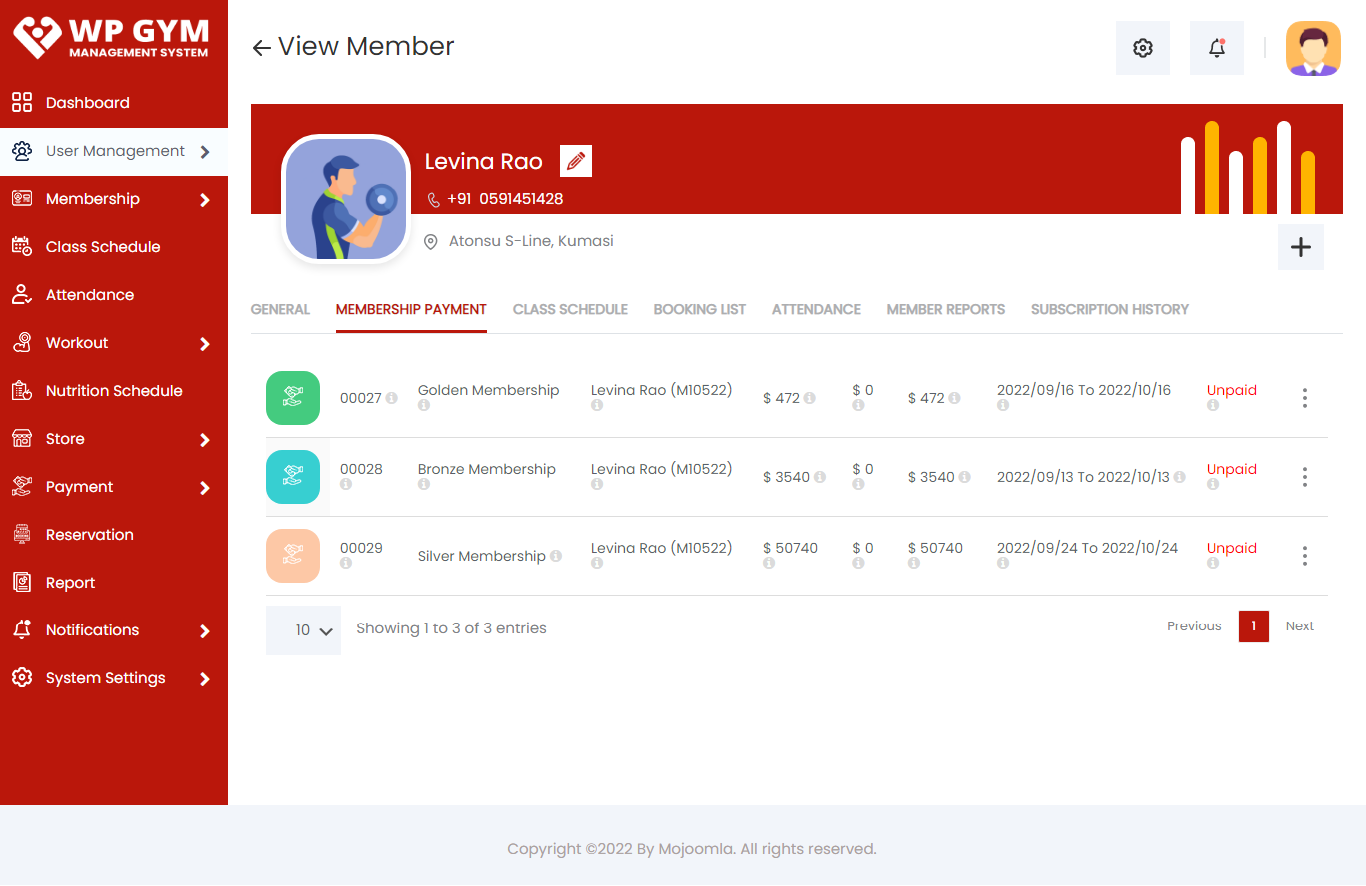 WP GYM
MANAGEMENT SYSTEM
Dashboard
User Management
Membership
Class Schedule
Attendance
Workout
Nutrition Schedule
Store
Payment
Reservation
Report
Notifications
System Settings
View Member
Levina Rao
+91 0591451428
Atonsu S-Line, Kumasi
GENERAL MEMBERSHIP PAYMENT CLASS SCHEDULE BOOKING LIST ATTENDANCE MEMBER REPORTS SUBSCRIPTION HISTORY
00027 Golden Membership Levina Rao (M10522) $ 472 $ 0 $ 472 2022/09/16 To 2022/10/16 Unpaid
00028 Bronze Membership Levina Rao (M10522) $ 3540 $ 0 $ 3540 2022/09/13 To 2022/10/13 Unpaid
00029 Silver Membership Levina Rao (M10522) $ 50740 $ 0 $ 50740 2022/09/24 To 2022/10/24 Unpaid
10 Showing 1 to 3 of 3 entries Previous 1 Next
Copyright ©2022 By Mojoomla. All rights reserved.